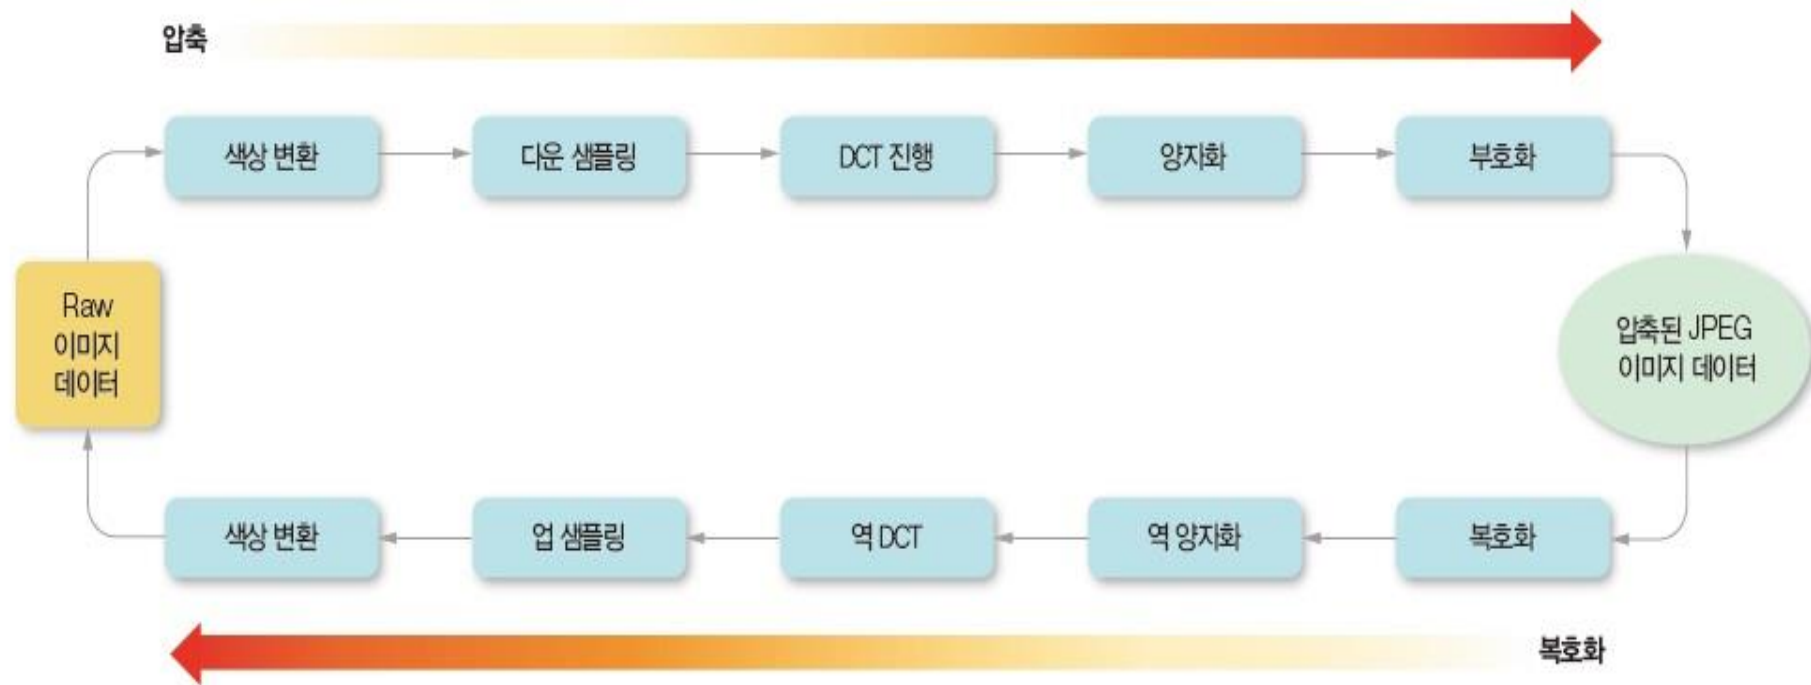 압축
색상 변환
다운 샘플링
DCT 진행
양자화
부호화
Raw
이미지
데이터
압축된 JPEG
이미지 데이터
색상 변환
업 샘플링
역 DCT
역 양자화
복호화
복호화